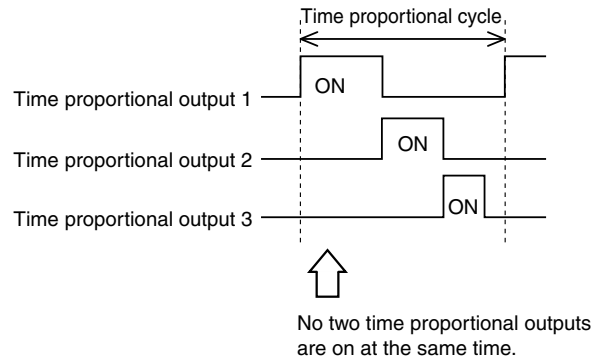 Time proportional cycle
ON
Time proportional output 1
ON
Time proportional output 2
ON
Time proportional output 3
No two time proportional outputs
are on at the same time.